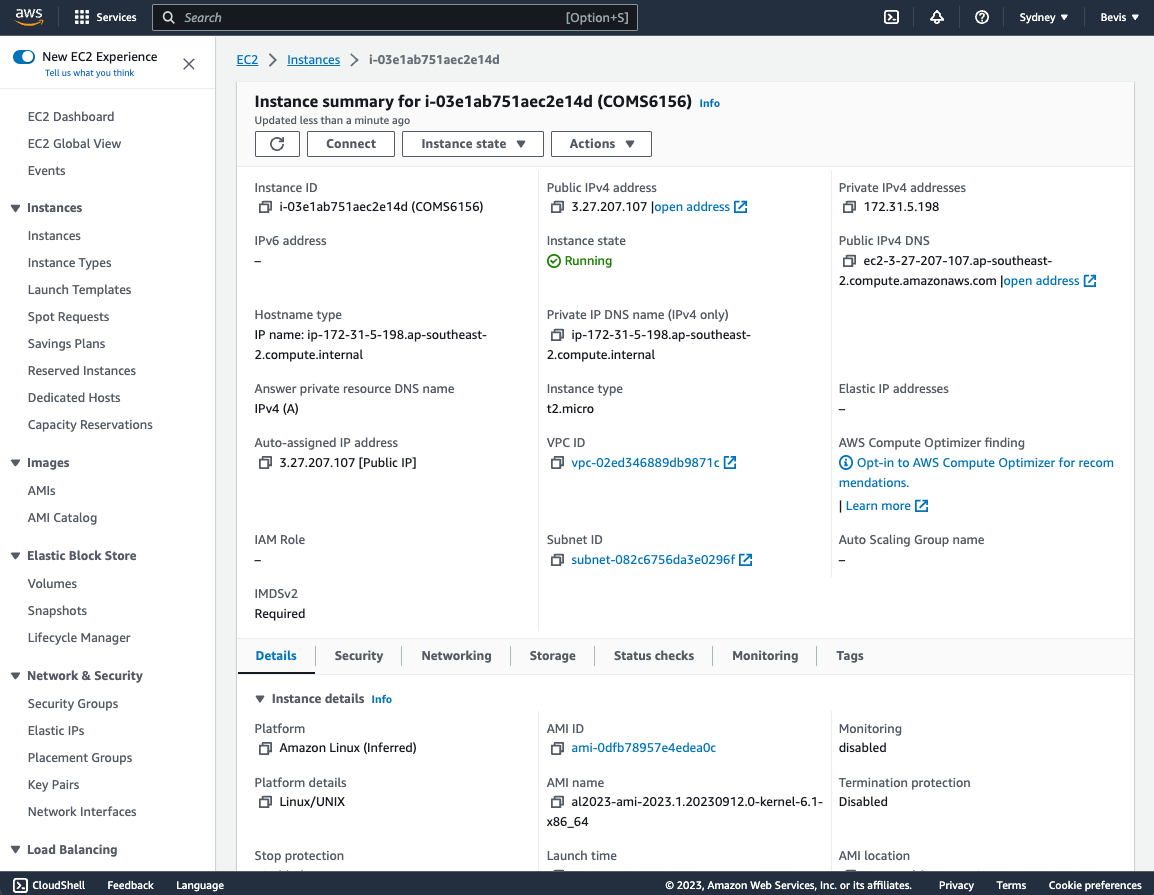 aws
Services
Search
[Option+S]
Sydney
Bevis
New EC2 Experience
Tell us what you think
EC2 Dashboard
EC2 Global View
Events
Instances
Instances
Instance Types
Launch Templates
Spot Requests
Savings Plans
Reserved Instances
Dedicated Hosts
Capacity Reservations
Images
AMIs
AMI Catalog
Elastic Block Store
Volumes
Snapshots
Lifecycle Manager
Network & Security
Security Groups
Elastic IPs
Placement Groups
Key Pairs
Network Interfaces
Load Balancing
EC2 > Instances > i-03e1ab751aec2e14d
Instance summary for i-03e1ab751aec2e14d (COMS6156) Info
Updated less than a minute ago
Connect
Instance state
Actions
Instance ID
i-03e1ab751aec2e14d (COMS6156)
Public IPv4 address
3.27.207.107 |open address
Private IPv4 addresses
172.31.5.198
IPv6 address
–
Instance state
Running
Public IPv4 DNS
ec2-3-27-207-107.ap-southeast-
2.compute.amazonaws.com |open address
Hostname type
IP name: ip-172-31-5-198.ap-southeast-
2.compute.internal
Private IP DNS name (IPv4 only)
ip-172-31-5-198.ap-southeast-
2.compute.internal
Answer private resource DNS name
IPv4 (A)
Instance type
t2.micro
Elastic IP addresses
–
Auto-assigned IP address
3.27.207.107 [Public IP]
VPC ID
vpc-02ed346889db9871c
AWS Compute Optimizer finding
Opt-in to AWS Compute Optimizer for recom
mendations.
| Learn more
IAM Role
–
Subnet ID
subnet-082c6756da3e0296f
Auto Scaling Group name
–
IMDSv2
Required
Details
Security
Networking
Storage
Status checks
Monitoring
Tags
Instance details Info
Platform
Amazon Linux (Inferred)
AMI ID
ami-0dfb78957e4edea0c
Monitoring
disabled
Platform details
Linux/UNIX
AMI name
al2023-ami-2023.1.20230912.0-kernel-6.1-
x86_64
Termination protection
Disabled
Stop protection
Launch time
AMI location
CloudShell
Feedback
Language
© 2023, Amazon Web Services, Inc. or its affiliates.
Privacy
Terms
Cookie preferences